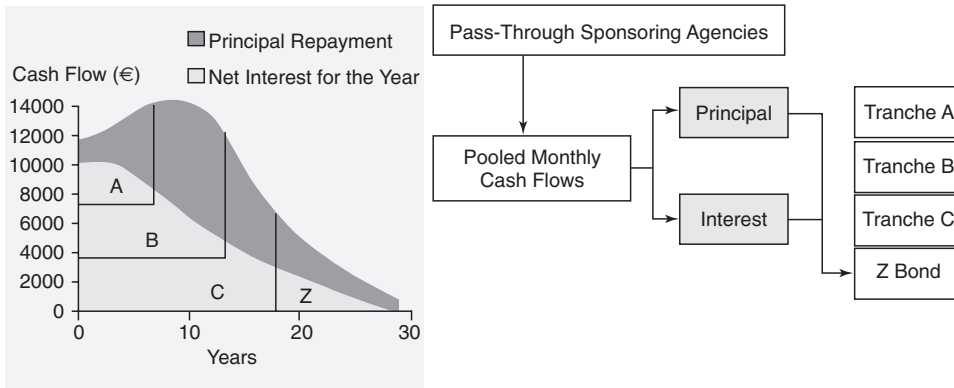 Principal Repayment
Net Interest for the Year
Cash Flow (€)
14000
12000
10000
8000
6000
4000
2000
0
A
B
C
Z
0
10
20
30
Years
Pass-Through Sponsoring Agencies
Pooled Monthly
Cash Flows
Principal
Interest
Tranche A
Tranche B
Tranche C
Z Bond